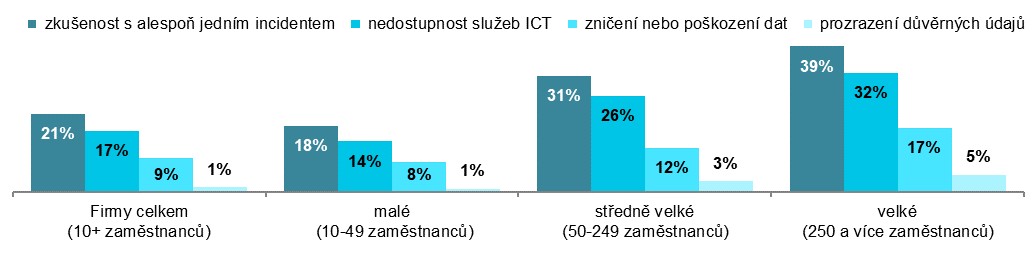 zkušenost s alespoň jedním incidentem nedostupnost služeb ICT zničení nebo poškození dat prozrazení důvěrných údajů
21% 17% 9% 1%
18% 14% 8% 1%
31% 26% 12% 3%
39% 32% 17% 5%
Firmy celkem
(10+ zaměstnanců)
malé
(10-49 zaměstnanců)
středně velké
(50-249 zaměstnanců)
velké
(250 a více zaměstnanců)